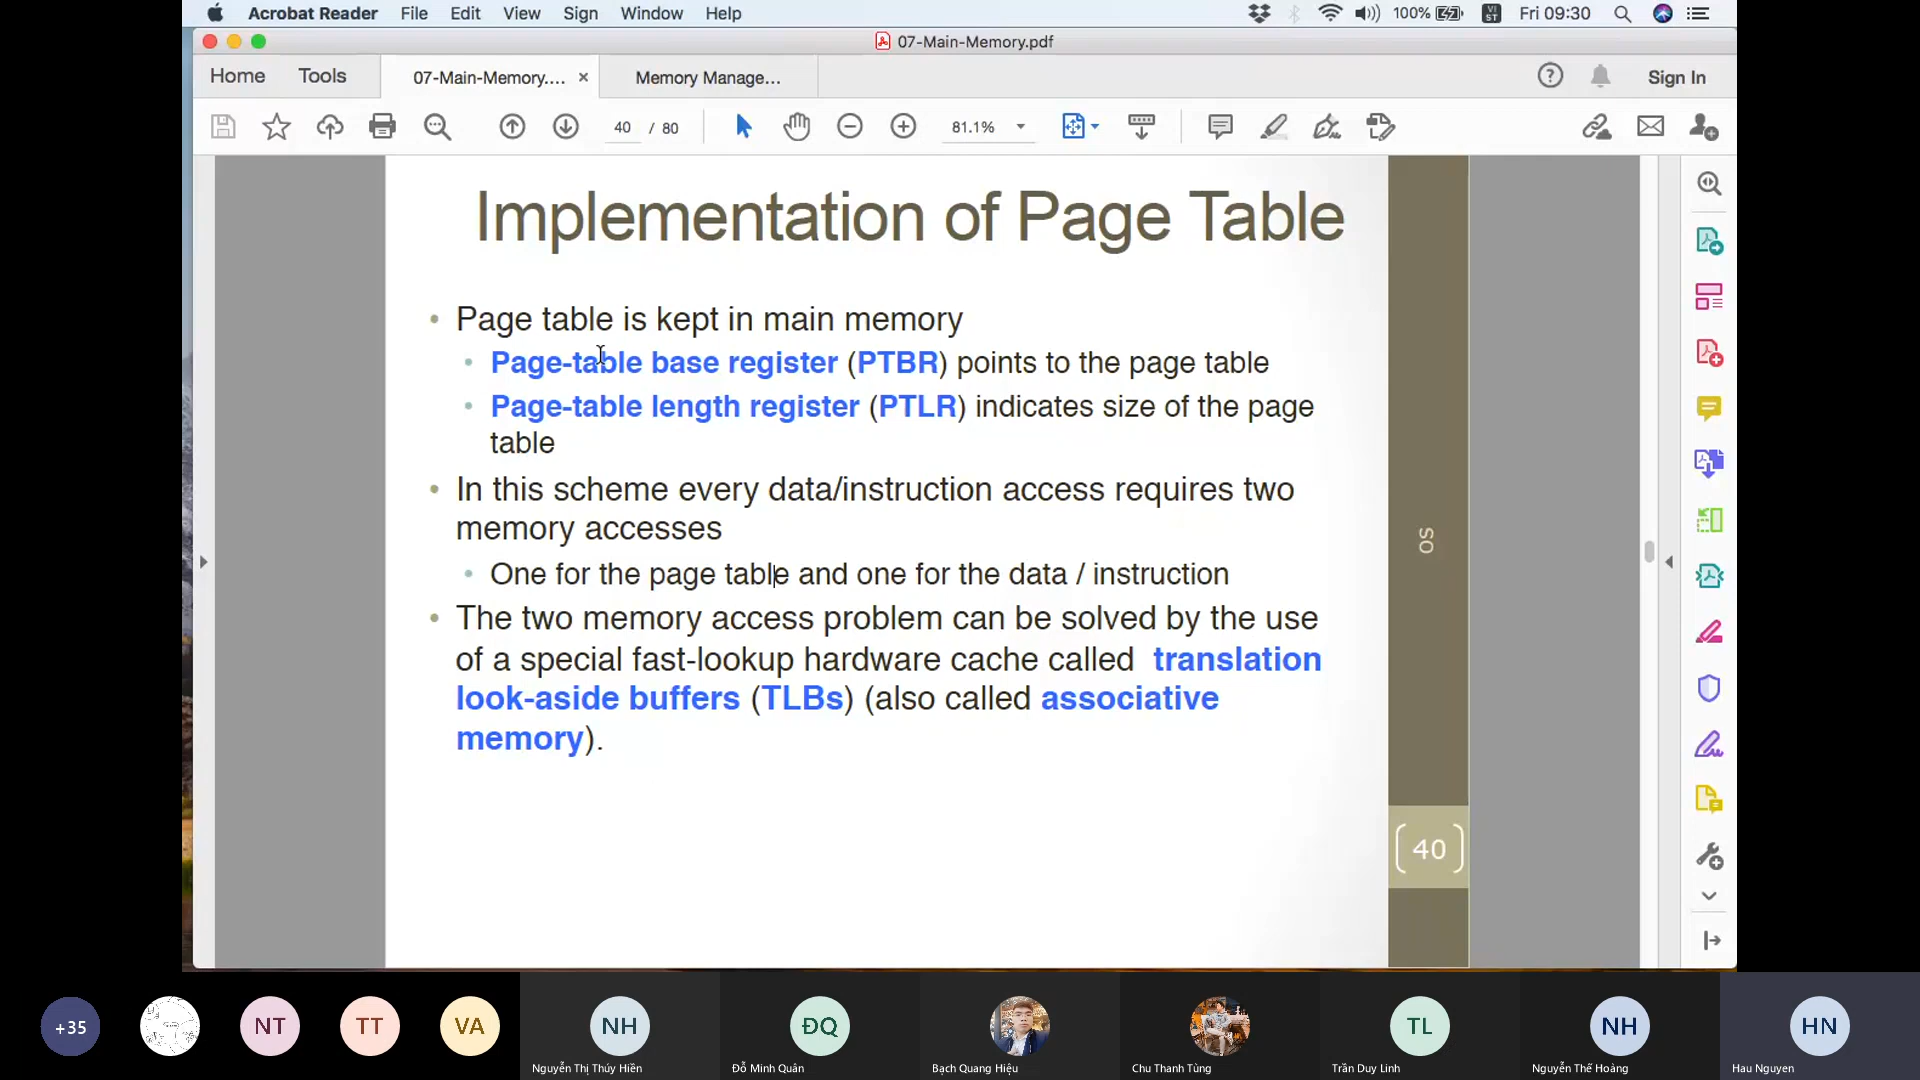 Acrobat Reader File Edit View Sign Window Help 100% VI ST Fri 09:30
07-Main-Memory.pdf
Home Tools 07-Main-Memory.... × Memory Manage... Sign In
40 / 80 81.1%
Implementation of Page Table
• Page table is kept in main memory
• Page-table base register (PTBR) points to the page table
• Page-table length register (PTLR) indicates size of the page
table
• In this scheme every data/instruction access requires two
memory accesses
• One for the page table and one for the data / instruction
• The two memory access problem can be solved by the use
of a special fast-lookup hardware cache called translation
look-aside buffers (TLBs) (also called associative
memory).
OS
40
+35 NT TT VA NH ĐQ TL NH HN
Nguyễn Thị Thúy Hiền Đỗ Minh Quân Bạch Quang Hiệu Chu Thanh Tùng Trần Duy Linh Nguyễn Thế Hoàng Hau Nguyen